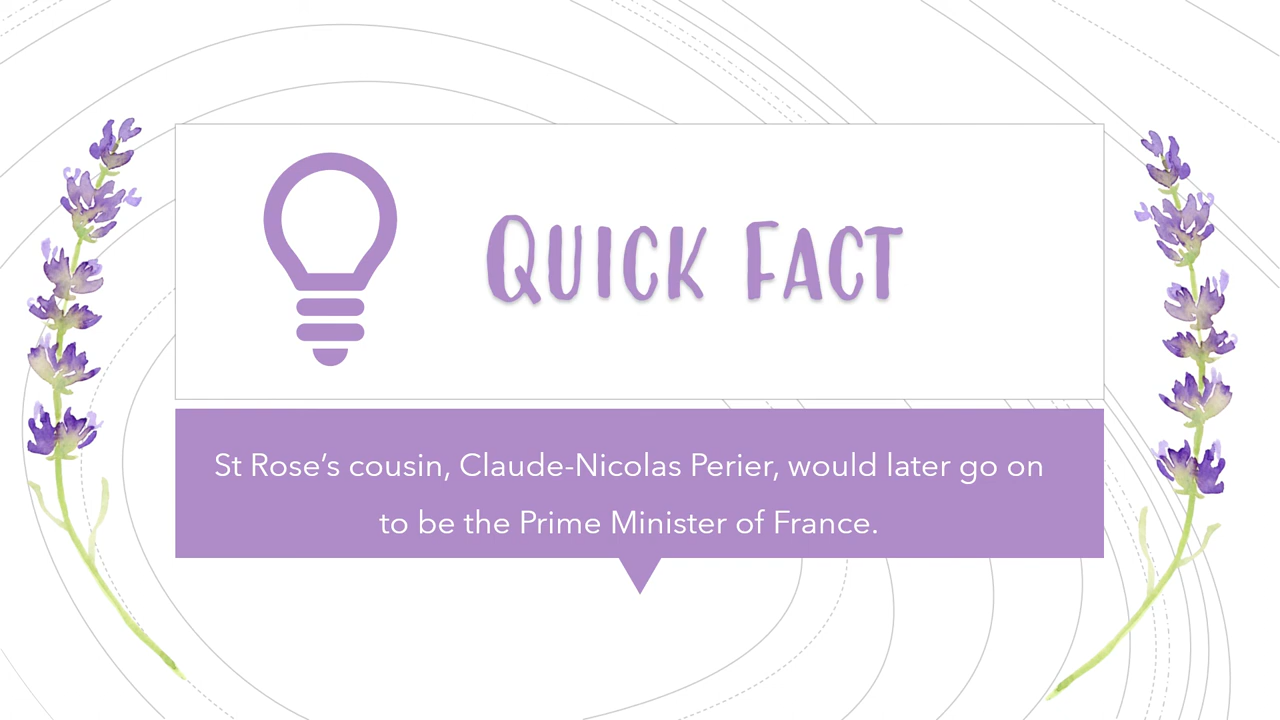 Quick Fact
St Rose’s cousin, Claude-Nicolas Perier, would later go on
to be the Prime Minister of France.